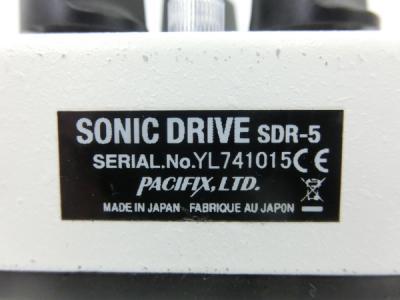 SONIC DRIVE SDR-5
SERIAL.No.YL741015 CE
PACIFIX,LTD.
MADE IN JAPAN FABRIQUE AU JAPON